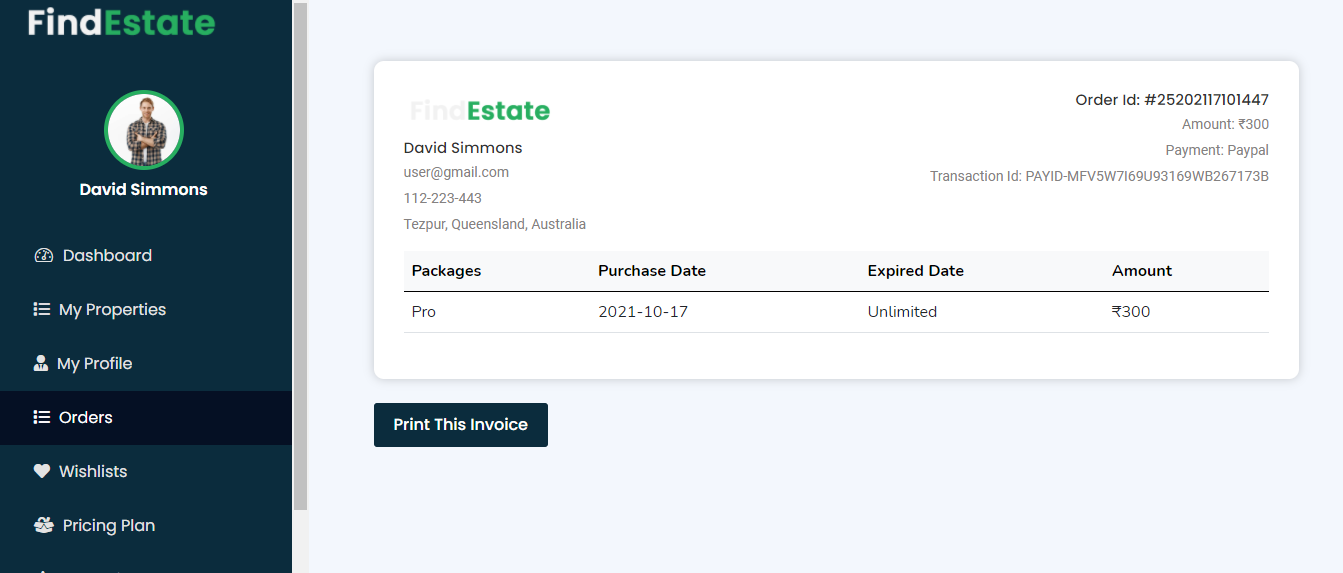 FindEstate
David Simmons
Dashboard
My Properties
My Profile
Orders
Wishlists
Pricing Plan
FindEstate
David Simmons
user@gmail.com
112-223-443
Tezpur, Queensland, Australia
Order Id: #25202117101447
Amount: ₹300
Payment: Paypal
Transaction Id: PAYID-MFV5W7I69U93169WB267173B
Packages Purchase Date Expired Date Amount
Pro 2021-10-17 Unlimited ₹300
Print This Invoice